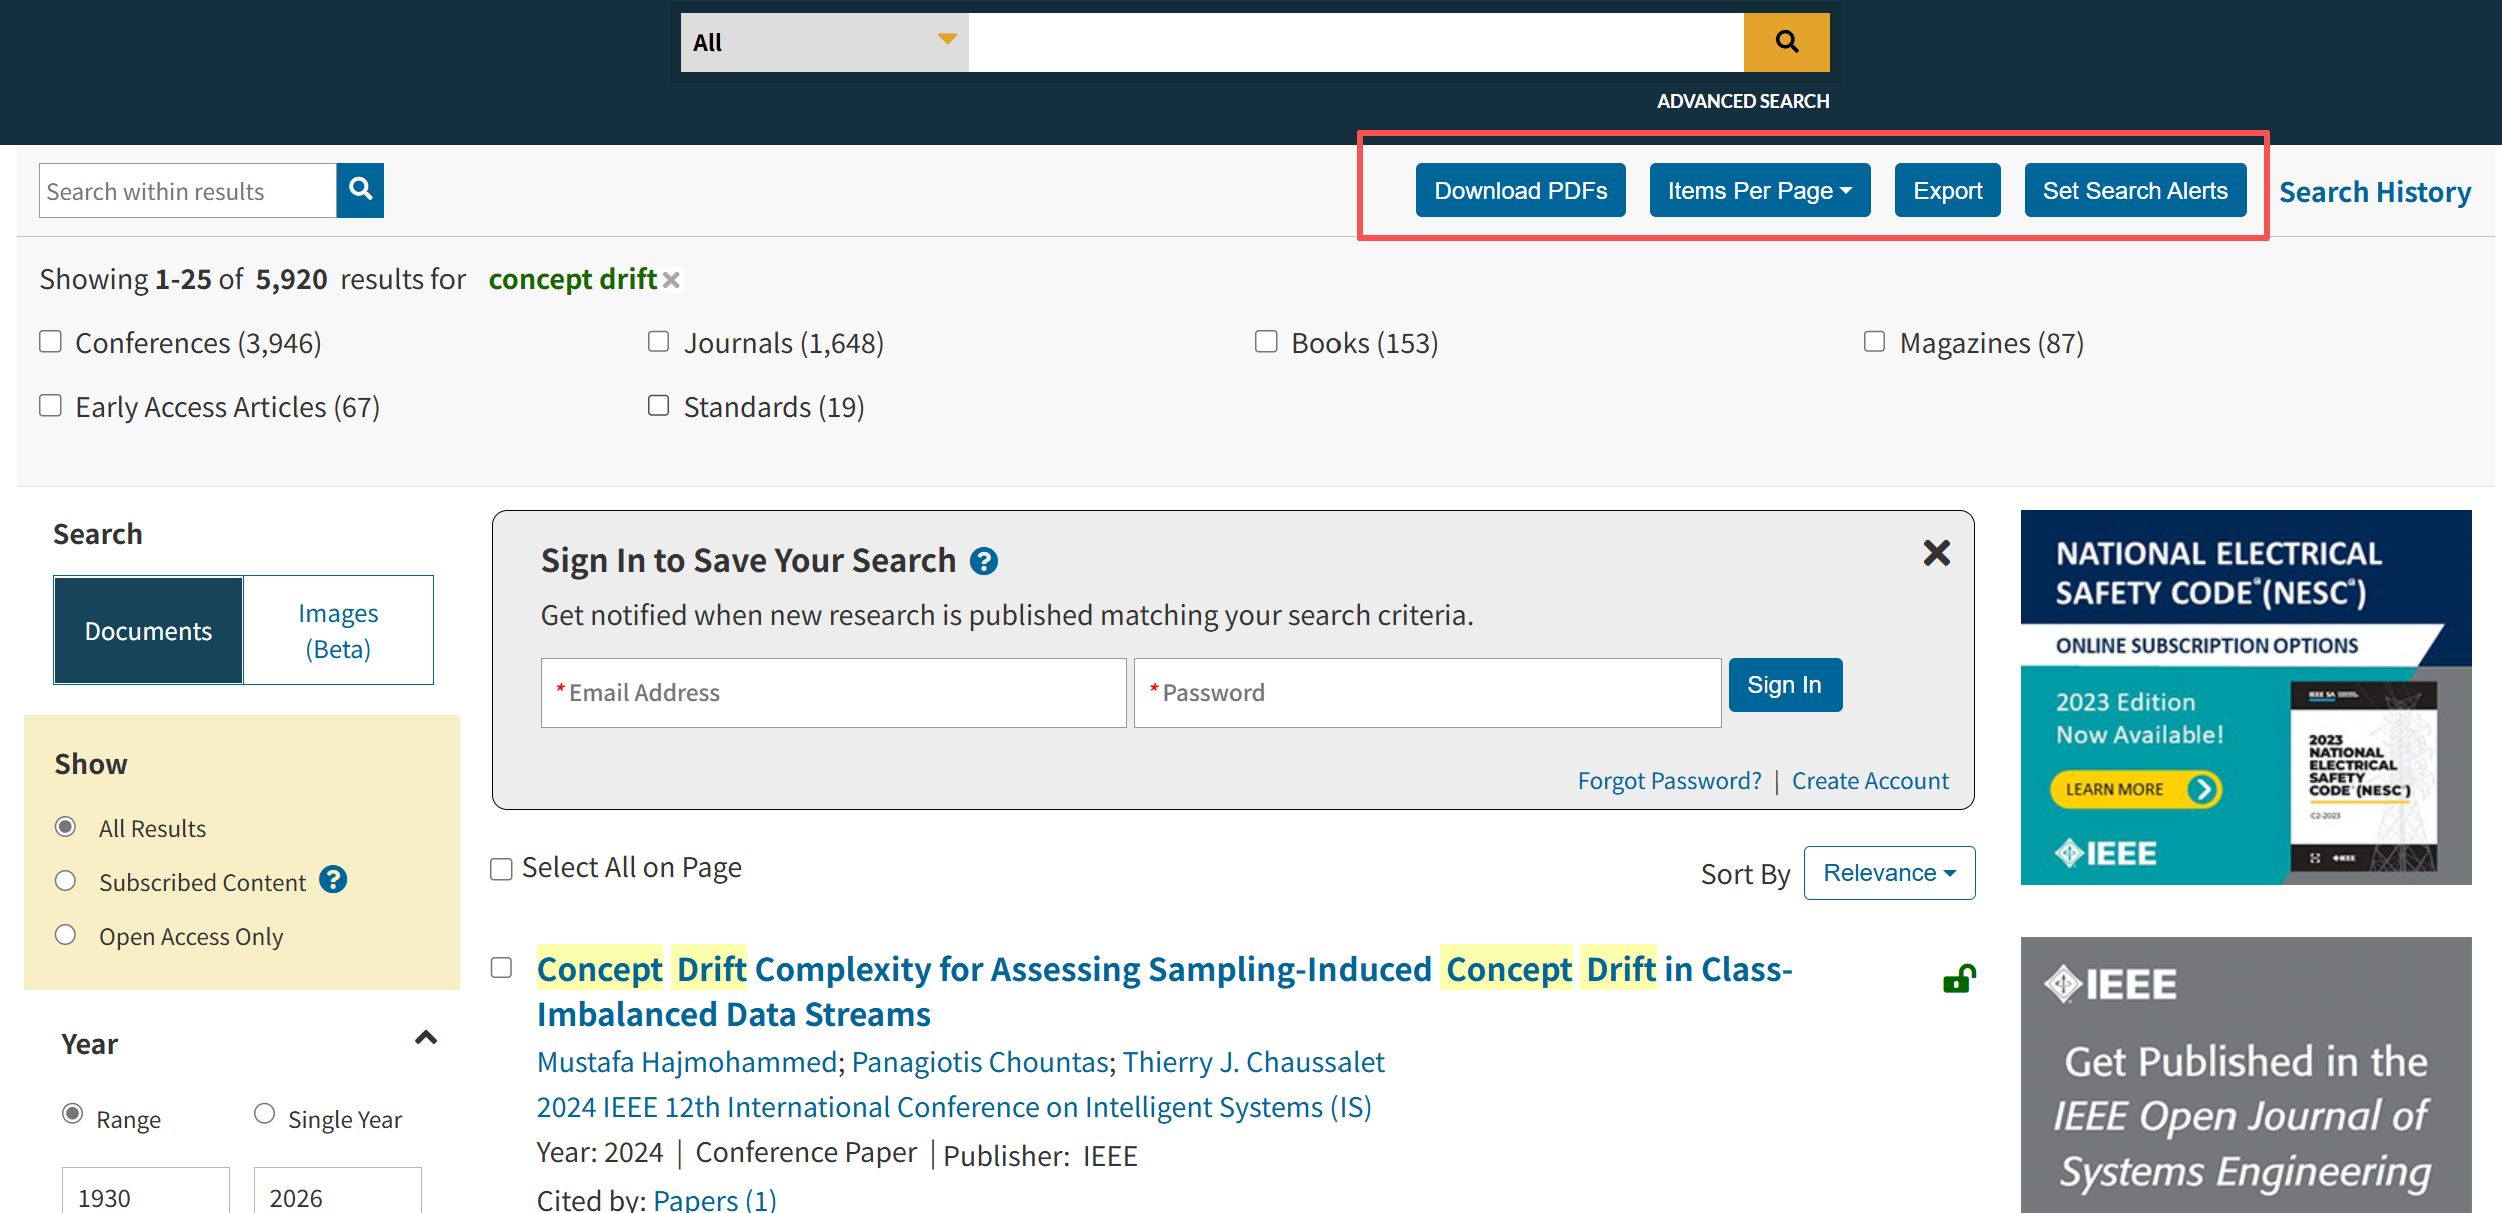 All
ADVANCED SEARCH
Search within results
Download PDFs
Items Per Page
Export
Set Search Alerts
Search History
Showing 1-25 of 5,920 results for concept drift
Conferences (3,946)
Journals (1,648)
Books (153)
Magazines (87)
Early Access Articles (67)
Standards (19)
Search
Documents
Images
(Beta)
Show
All Results
Subscribed Content
Open Access Only
Year
Range
Single Year
1930
2026
Sign In to Save Your Search
Get notified when new research is published matching your search criteria.
* Email Address
* Password
Sign In
Forgot Password? | Create Account
Select All on Page
Sort By Relevance
Concept Drift Complexity for Assessing Sampling-Induced Concept Drift in Class-
Imbalanced Data Streams
Mustafa Hajmohammed; Panagiotis Chountas; Thierry J. Chaussalet
2024 IEEE 12th International Conference on Intelligent Systems (IS)
Year: 2024 | Conference Paper | Publisher: IEEE
Cited by: Papers (1)
NATIONAL ELECTRICAL
SAFETY CODE®(NESC®)
ONLINE SUBSCRIPTION OPTIONS
2023 Edition
Now Available!
LEARN MORE
IEEE
IEEE SA
2023
NATIONAL
ELECTRICAL
SAFETY
CODE®(NESC®)
C2-2023
IEEE
IEEE
Get Published in the
IEEE Open Journal of
Systems Engineering